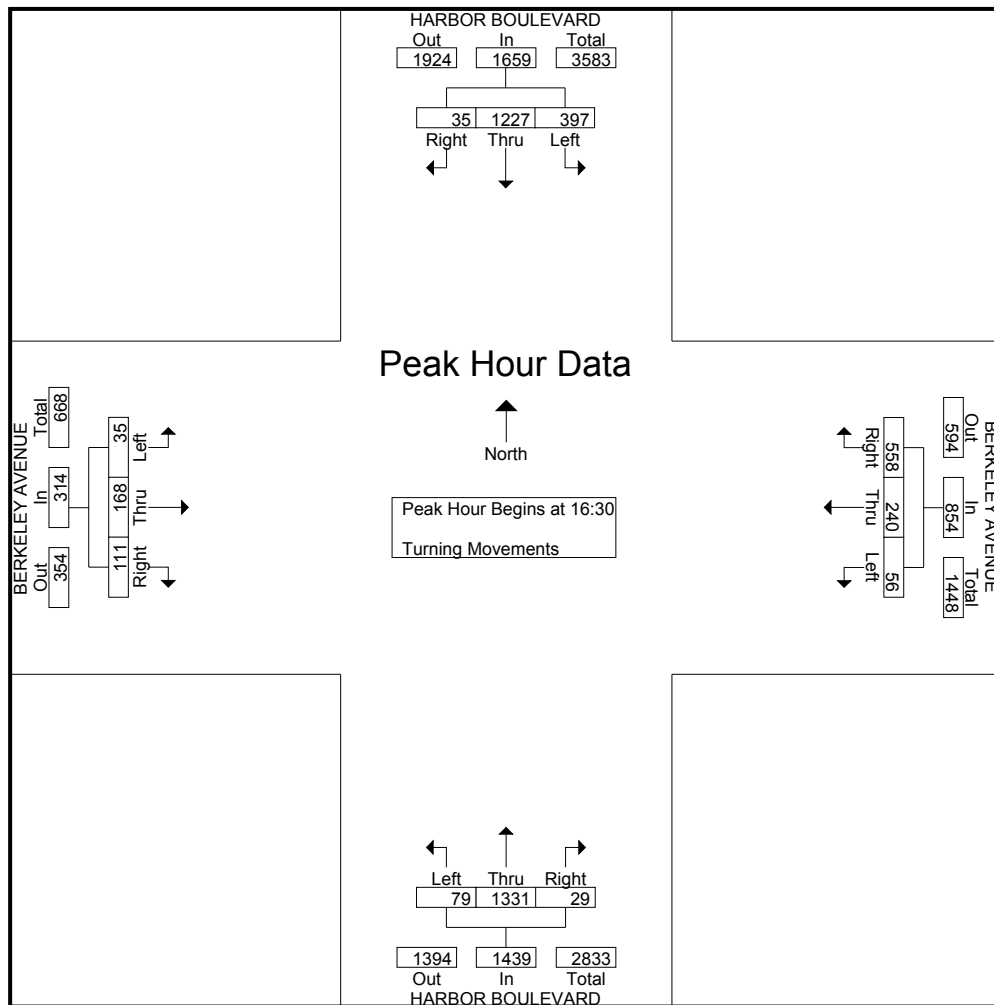 HARBOR BOULEVARD
Out In Total
1924 1659 3583
35 1227 397
Right Thru Left
Peak Hour Data
North
Peak Hour Begins at 16:30
Turning Movements
BERKELEY AVENUE
Total In Out
668 314 354
35 168 111
Left Thru Right
BERKELEY AVENUE
Out In Total
594 854 1448
558 240 56
Right Thru Left
Left Thru Right
79 1331 29
1394 1439 2833
Out In Total
HARBOR BOULEVARD